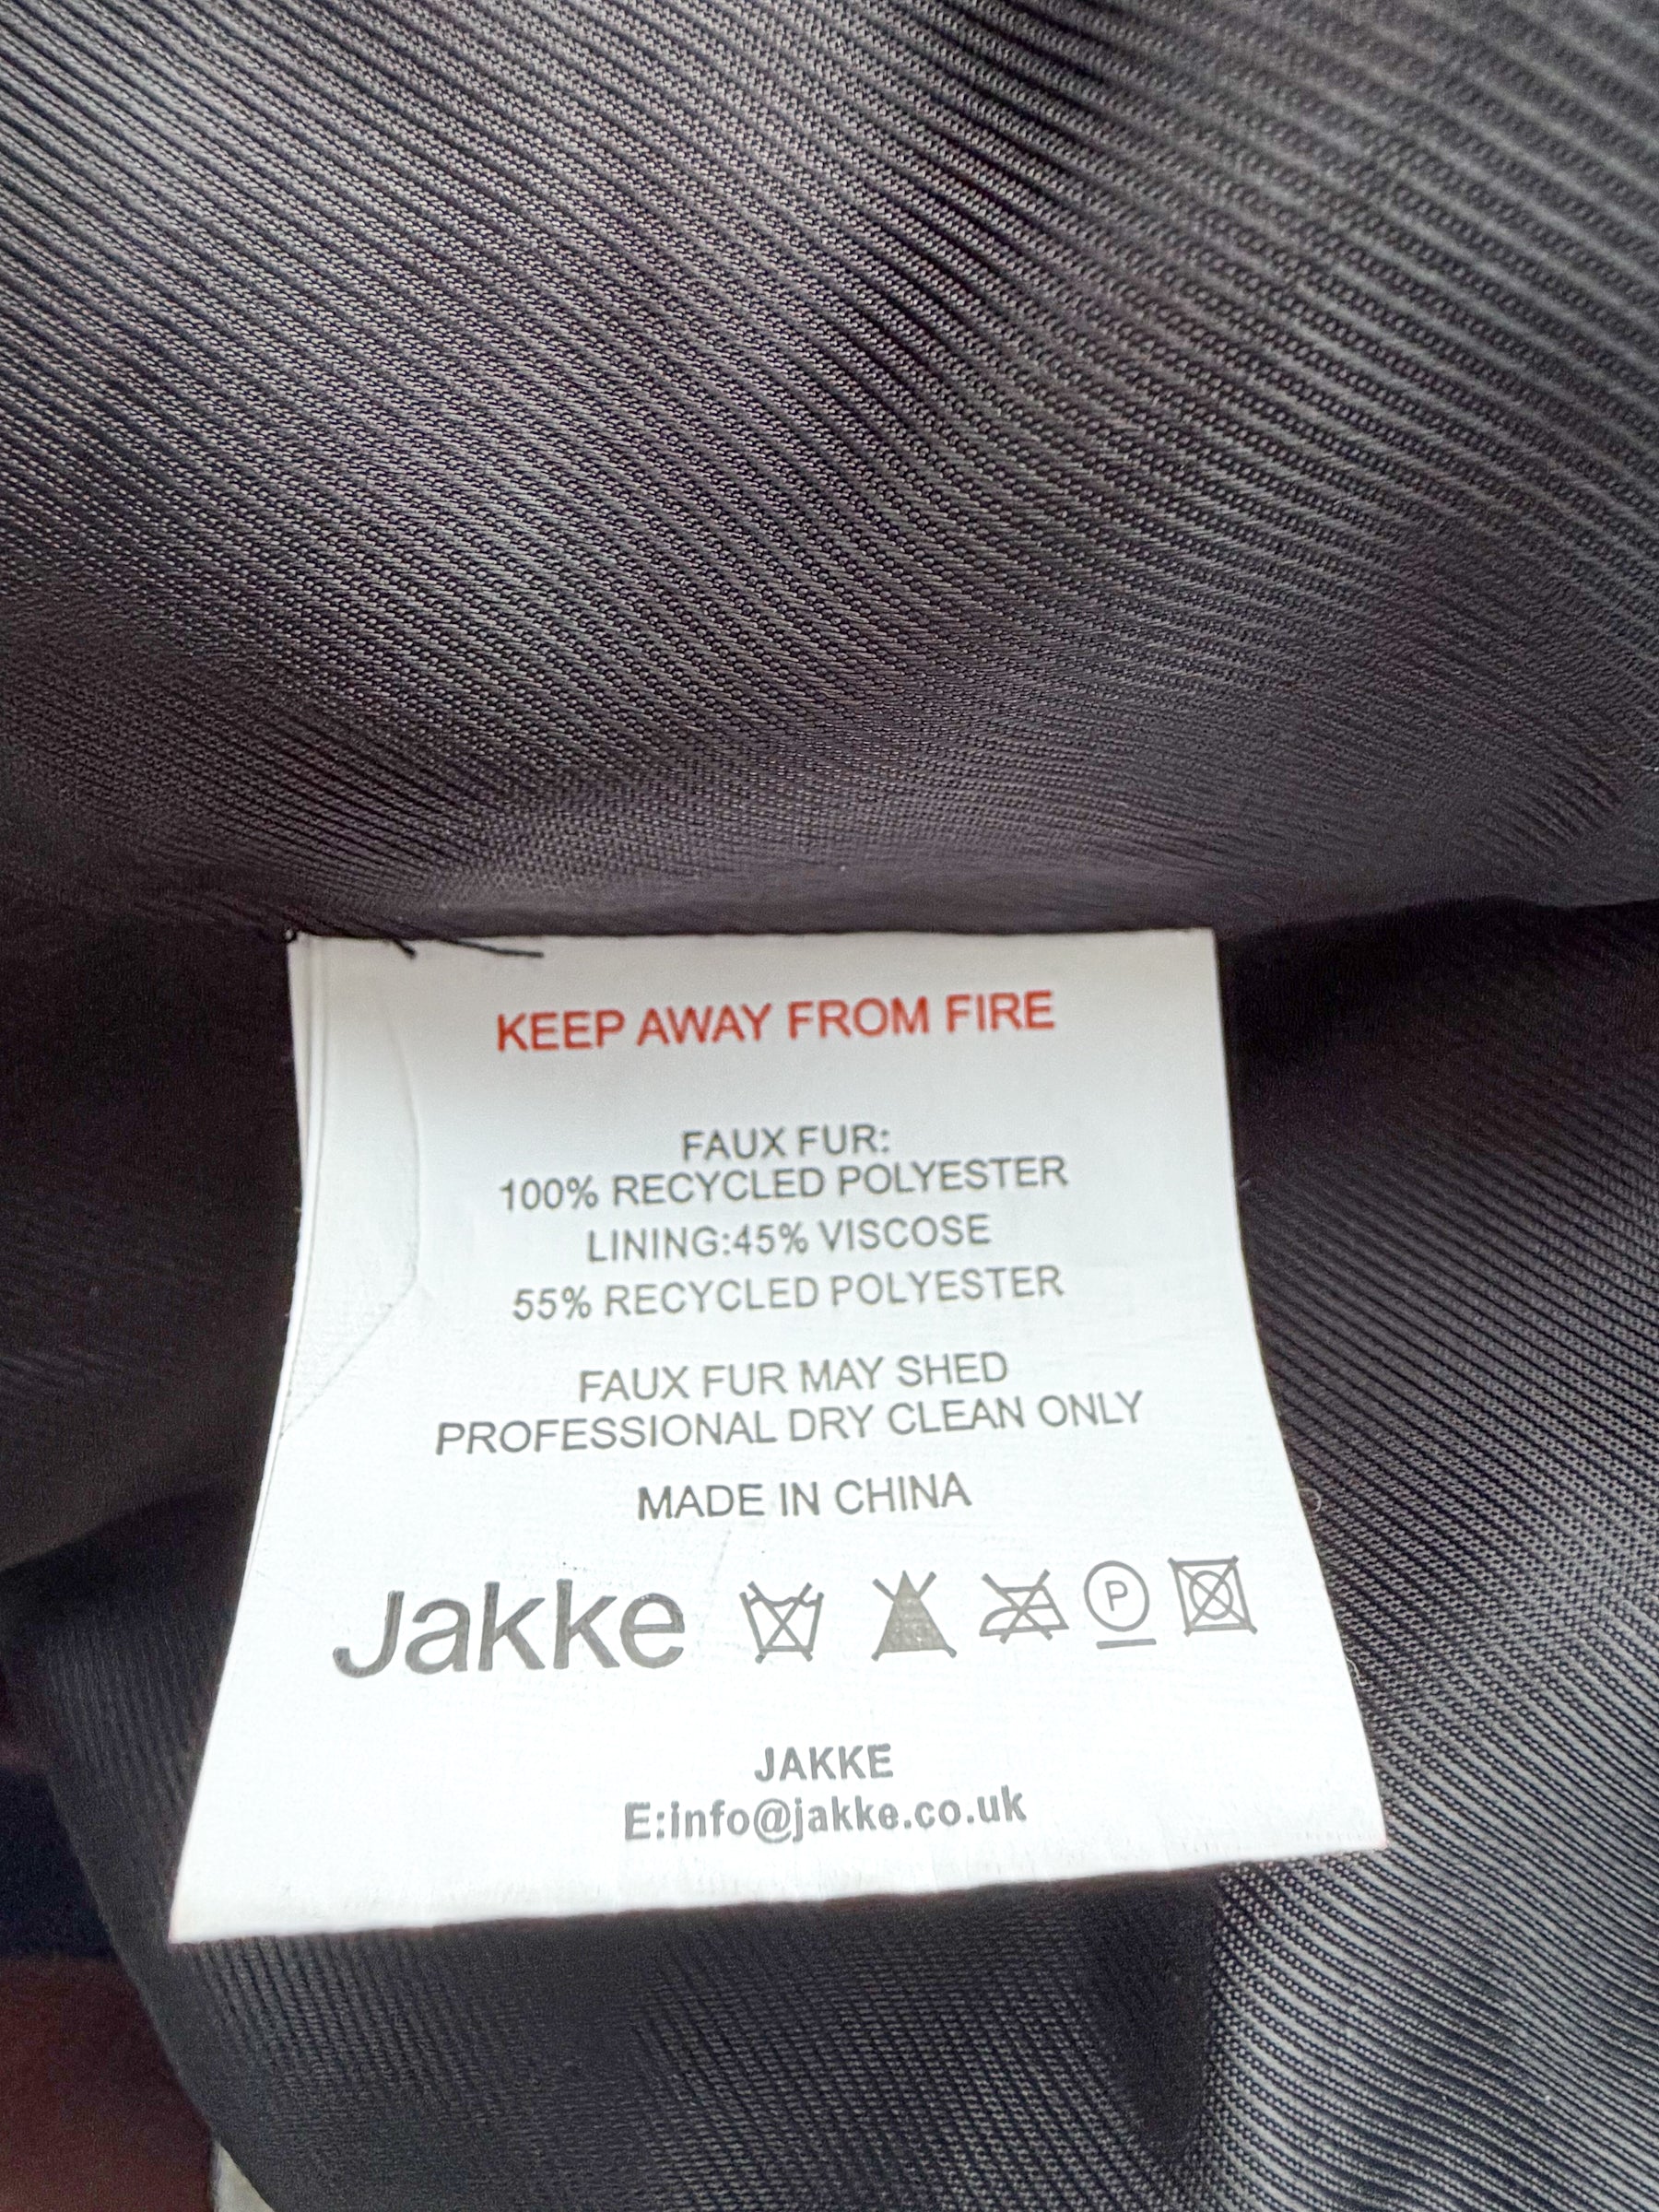 KEEP AWAY FROM FIRE
FAUX FUR:
100% RECYCLED POLYESTER
LINING:45% VISCOSE
55% RECYCLED POLYESTER
FAUX FUR MAY SHED
PROFESSIONAL DRY CLEAN ONLY
MADE IN CHINA
Jakke P
JAKKE
E:info@jakke.co.uk